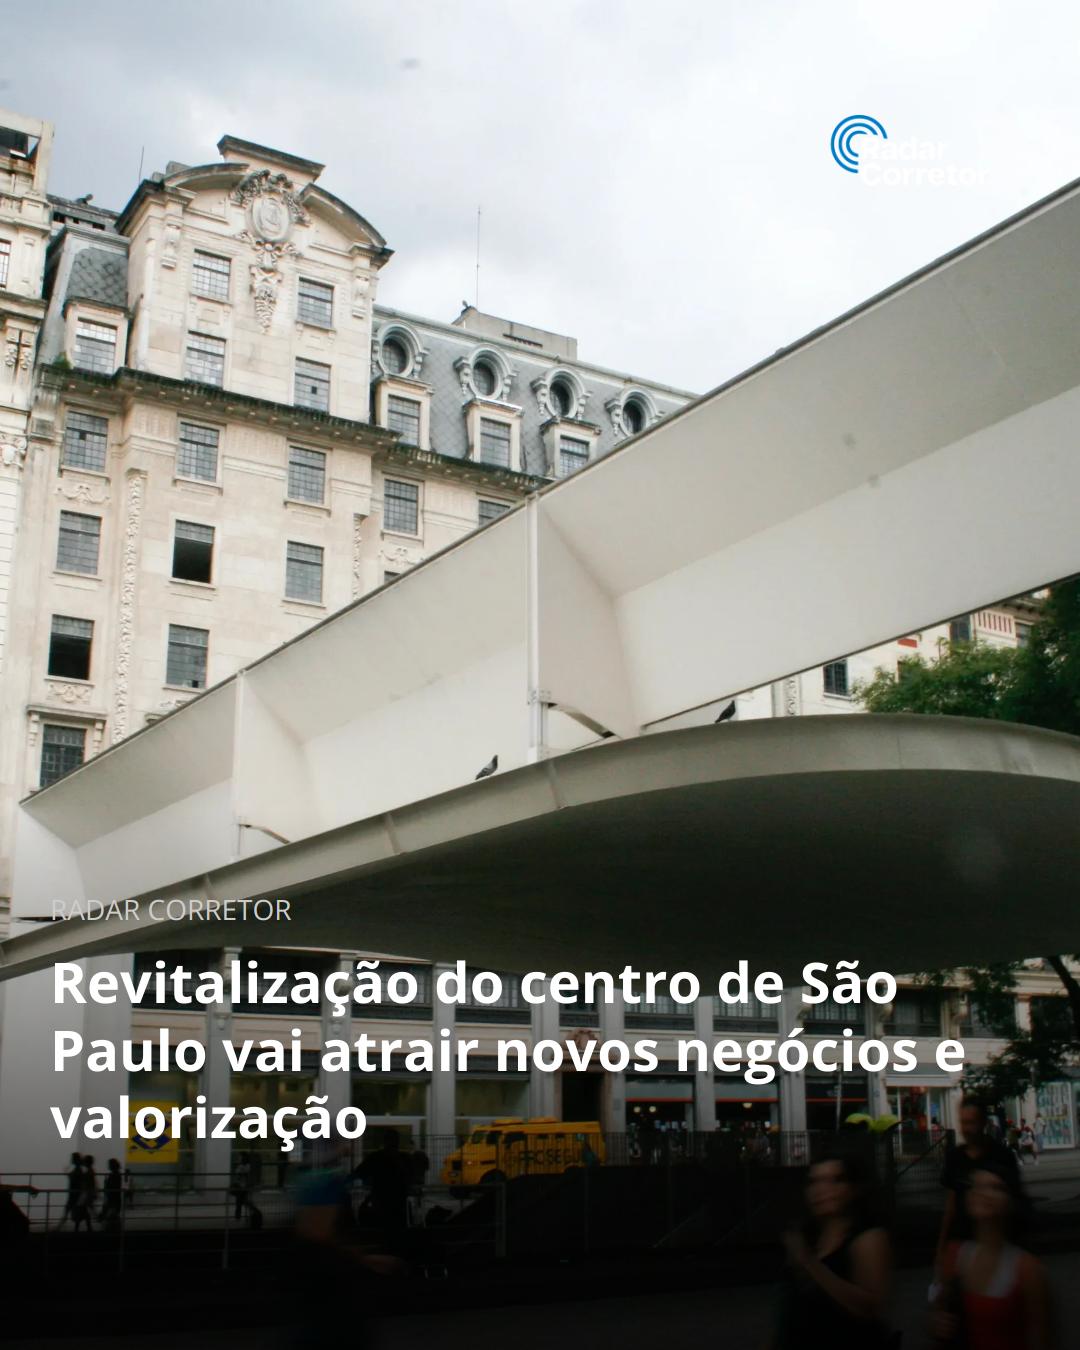 Radar
Corretor
RADAR CORRETOR
Revitalização do centro de São
Paulo vai atrair novos negócios e
valorização